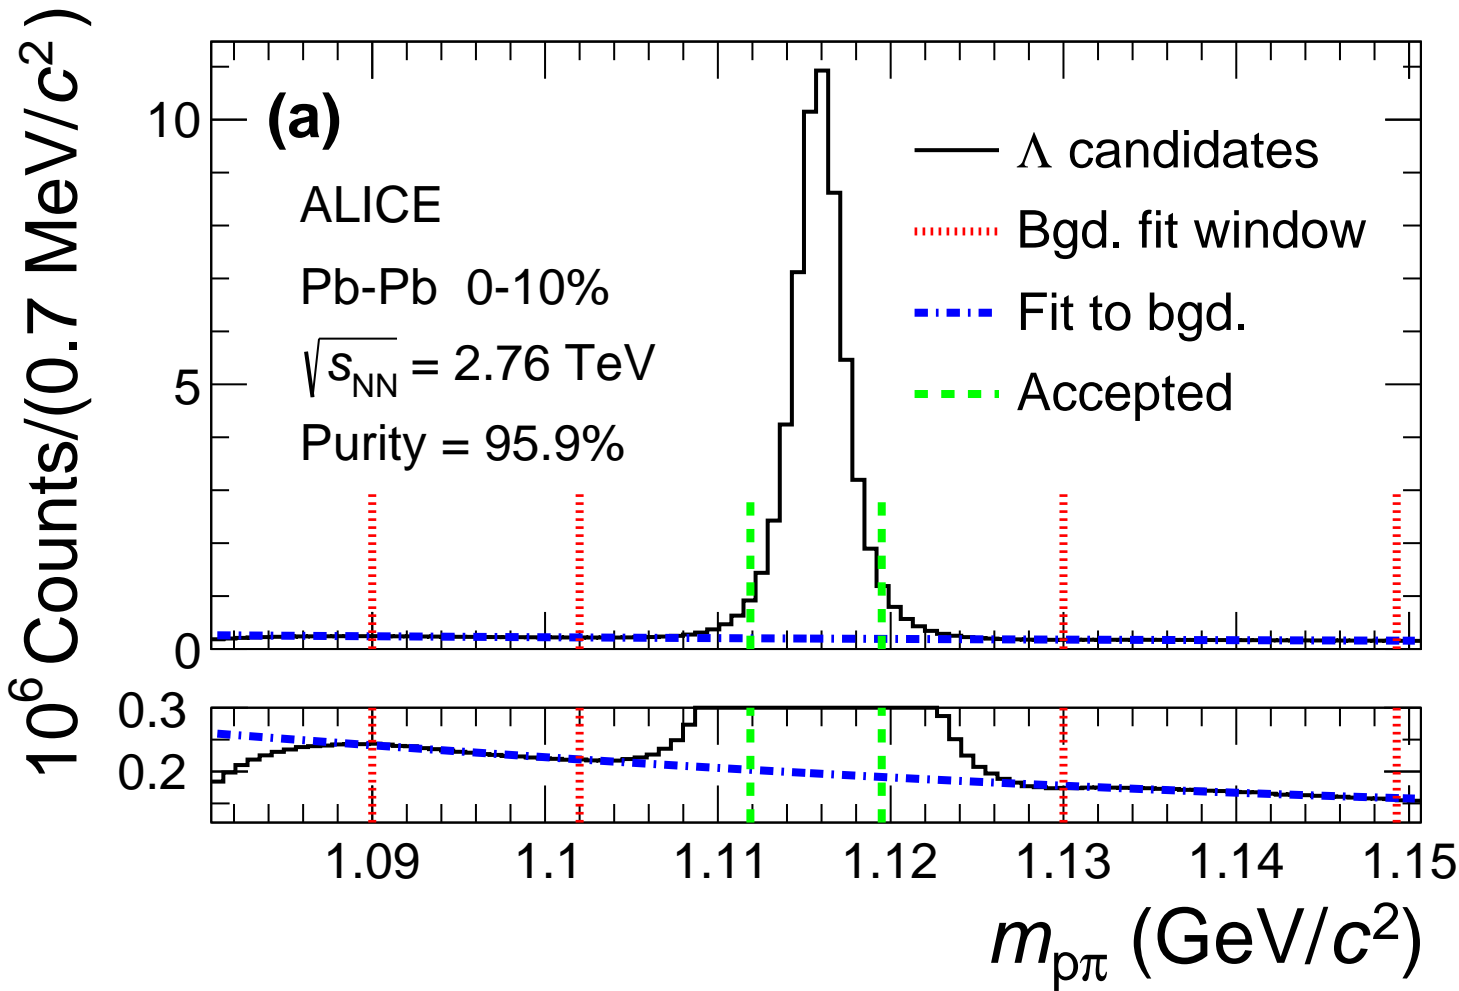 10⁶ Counts/(0.7 MeV/c²)
10
5
0
(a)
ALICE
Pb-Pb 0-10%
√sNN = 2.76 TeV
Purity = 95.9%
Λ candidates
Bgd. fit window
Fit to bgd.
Accepted
0.3
0.2
1.09 1.1 1.11 1.12 1.13 1.14 1.15
mpπ (GeV/c²)